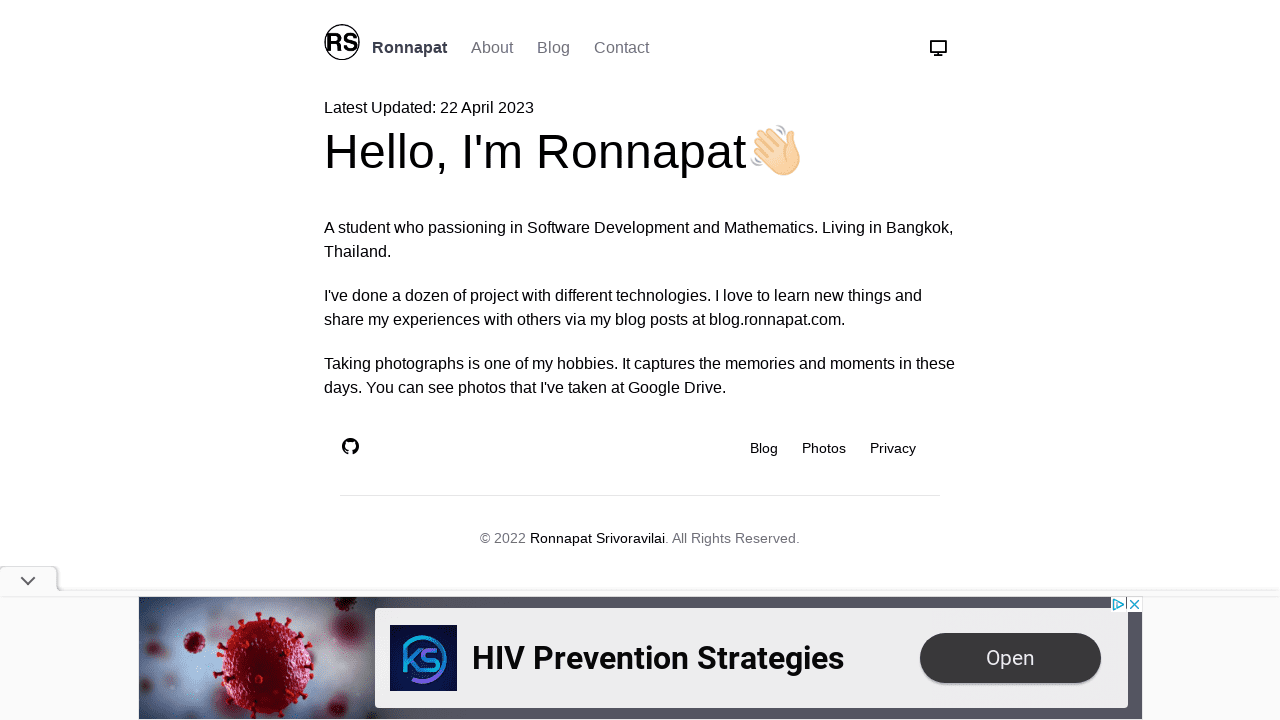 RS Ronnapat About Blog Contact
Latest Updated: 22 April 2023
Hello, I'm Ronnapat👋🏻
A student who passioning in Software Development and Mathematics. Living in Bangkok,
Thailand.
I've done a dozen of project with different technologies. I love to learn new things and
share my experiences with others via my blog posts at blog.ronnapat.com.
Taking photographs is one of my hobbies. It captures the memories and moments in these
days. You can see photos that I've taken at Google Drive.
Blog Photos Privacy
© 2022 Ronnapat Srivoravilai. All Rights Reserved.
KS HIV Prevention Strategies Open